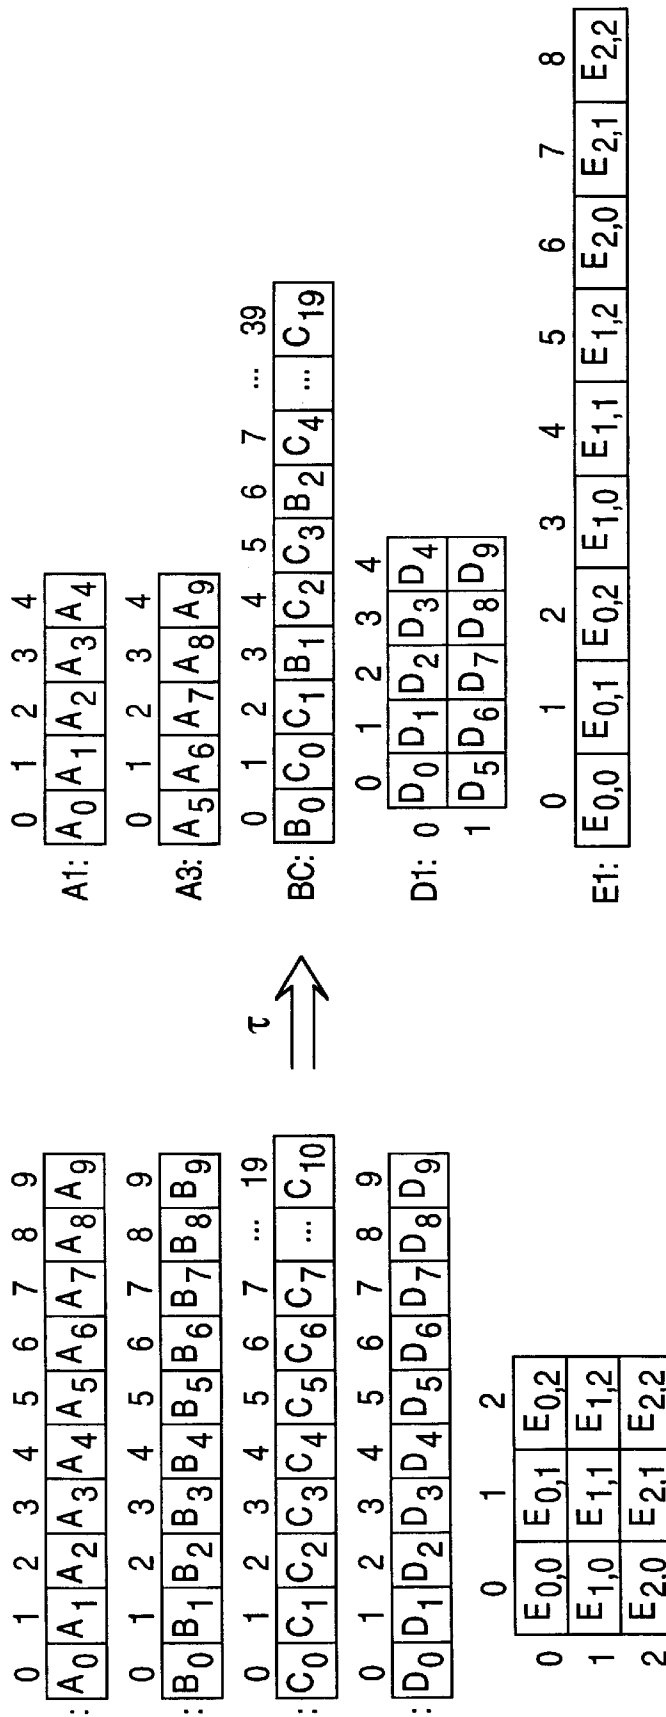 0 1 2 3 4 5 6 7 8 9
: A0 A1 A2 A3 A4 A5 A6 A7 A8 A9
0 1 2 3 4 5 6 7 8 9
: B0 B1 B2 B3 B4 B5 B6 B7 B8 B9
0 1 2 3 4 5 6 7 ... 19
: C0 C1 C2 C3 C4 C5 C6 C7 ... C10
0 1 2 3 4 5 6 7 8 9
: D0 D1 D2 D3 D4 D5 D6 D7 D8 D9
0 1 2
0 E0,0 E0,1 E0,2
1 E1,0 E1,1 E1,2
2 E2,0 E2,1 E2,2
τ
0 1 2 3 4
A1: A0 A1 A2 A3 A4
0 1 2 3 4
A3: A5 A6 A7 A8 A9
0 1 2 3 4 5 6 7 ... 39
BC: B0 C0 C1 B1 C2 C3 B2 C4 ... C19
0 1 2 3 4
D1: 0 D0 D1 D2 D3 D4
1 D5 D6 D7 D8 D9
0 1 2 3 4 5 6 7 8
E1: E0,0 E0,1 E0,2 E1,0 E1,1 E1,2 E2,0 E2,1 E2,2